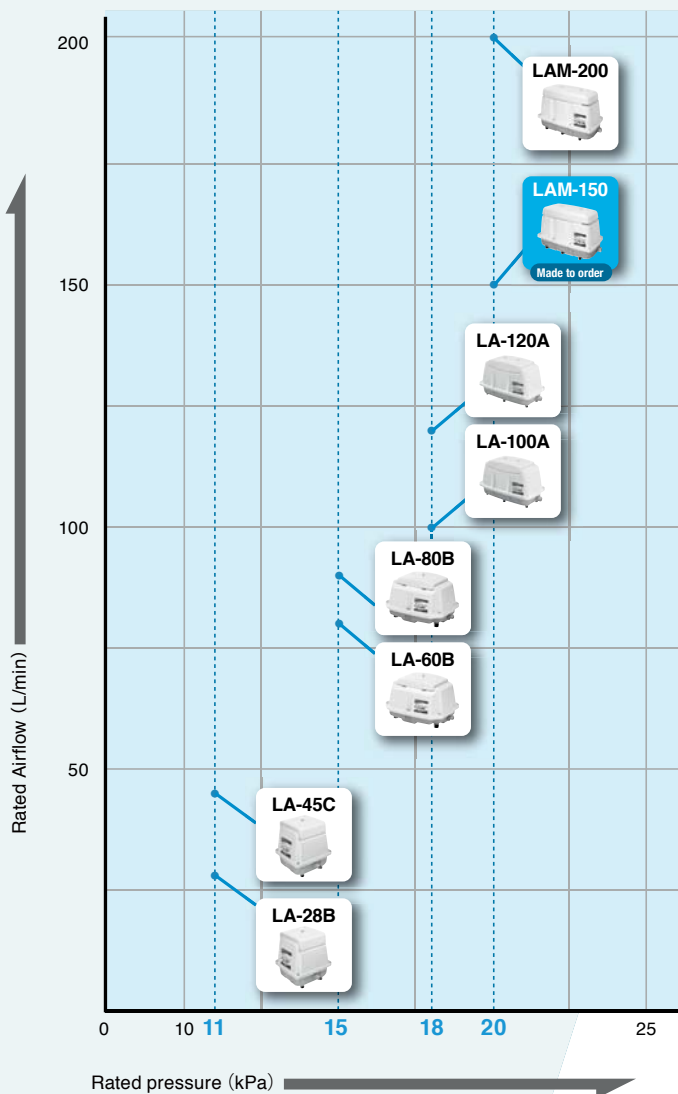 200
LAM-200
LAM-150
Made to order
150
LA-120A
LA-100A
100
LA-80B
LA-60B
50
LA-45C
LA-28B
Rated Airflow (L/min)
0 10 11 15 18 20 25
Rated pressure (kPa)